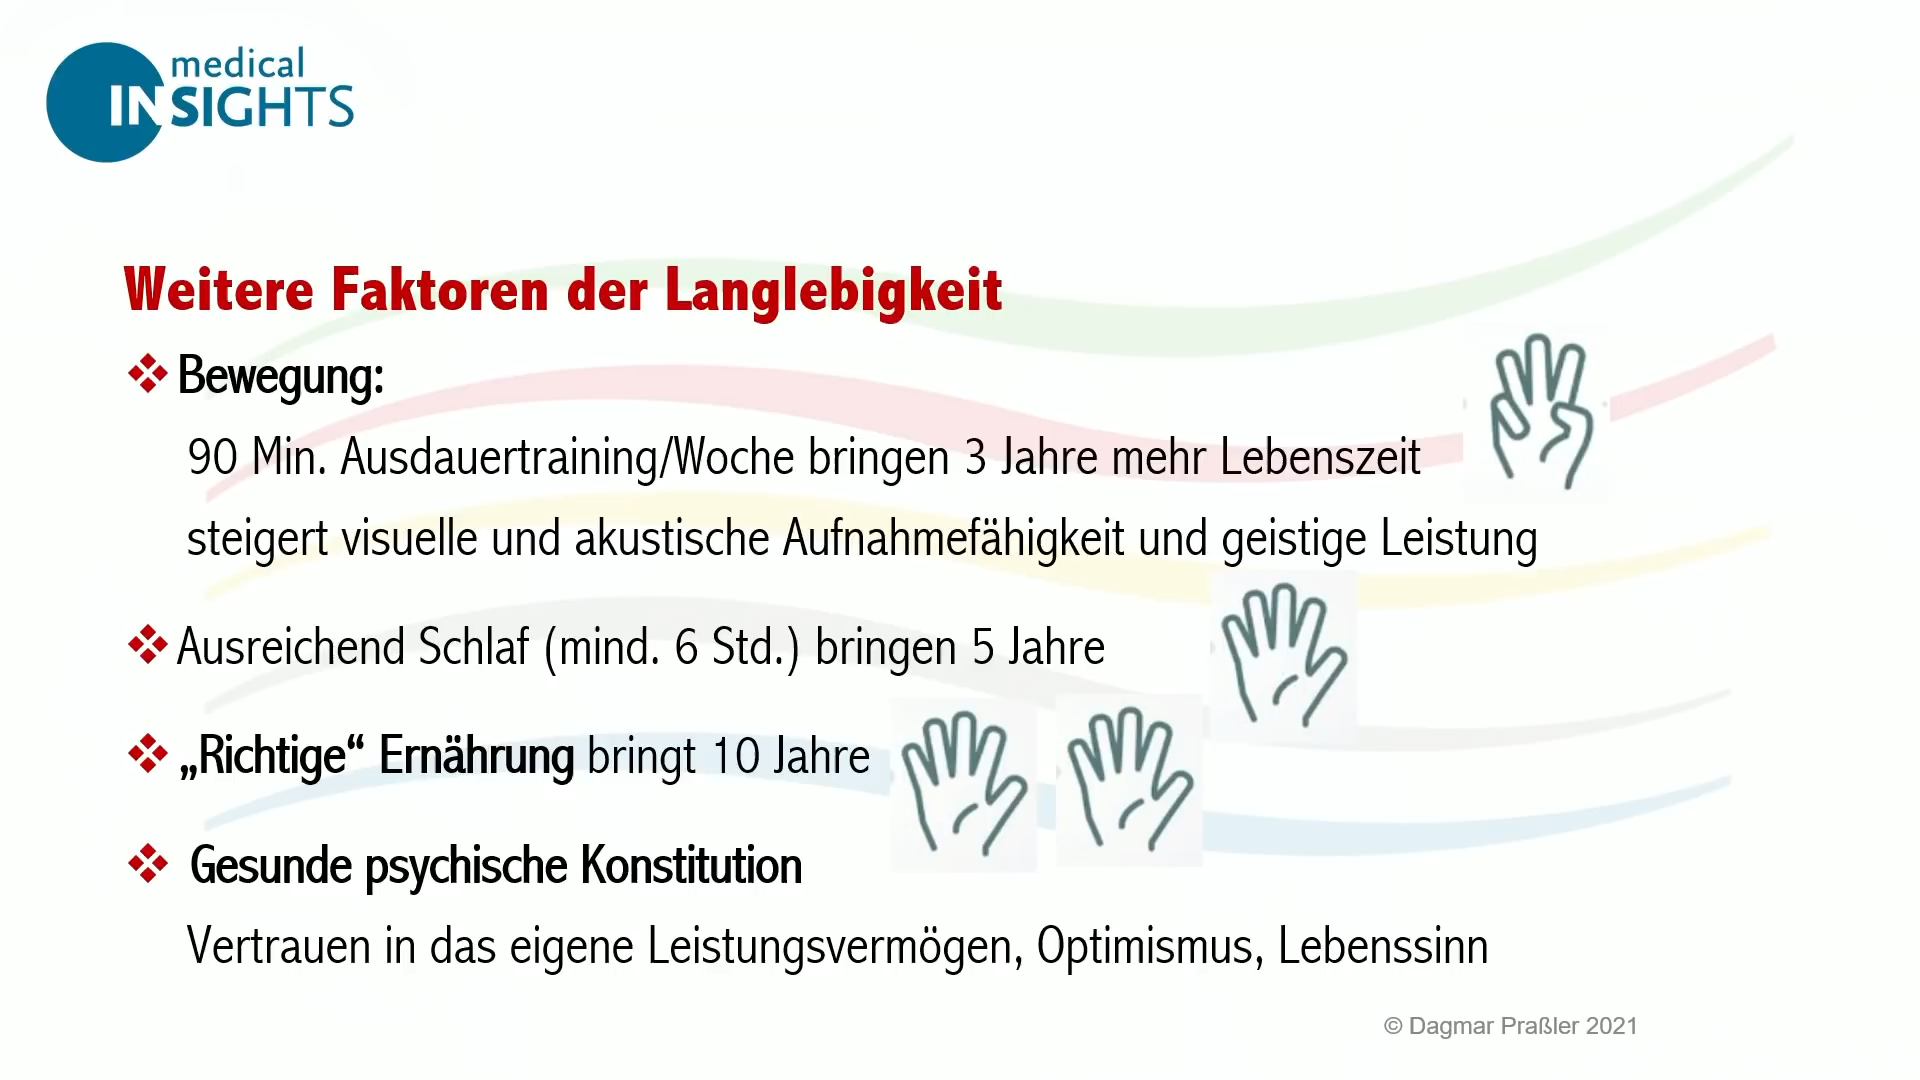 medical
INSIGHTS
Weitere Faktoren der Langlebigkeit
Bewegung:
90 Min. Ausdauertraining/Woche bringen 3 Jahre mehr Lebenszeit
steigert visuelle und akustische Aufnahmefähigkeit und geistige Leistung
Ausreichend Schlaf (mind. 6 Std.) bringen 5 Jahre
„Richtige“ Ernährung bringt 10 Jahre
Gesunde psychische Konstitution
Vertrauen in das eigene Leistungsvermögen, Optimismus, Lebenssinn
© Dagmar Praßler 2021